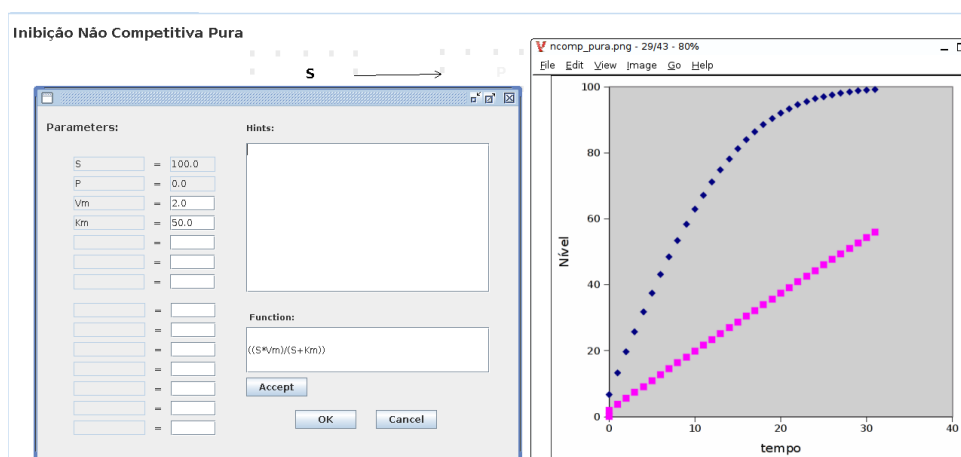 Inibição Não Competitiva Pura
S
P
Parameters:
Hints:
S = 100.0
P = 0.0
Vm = 2.0
Km = 50.0
=
=
=
=
=
=
=
=
=
=
Function:
((S*Vm)/(S+Km))
Accept
OK Cancel
ncomp_pura.png - 29/43 - 80%
File Edit View Image Go Help
100
80
60
40
20
0
0 10 20 30 40
Nível
tempo